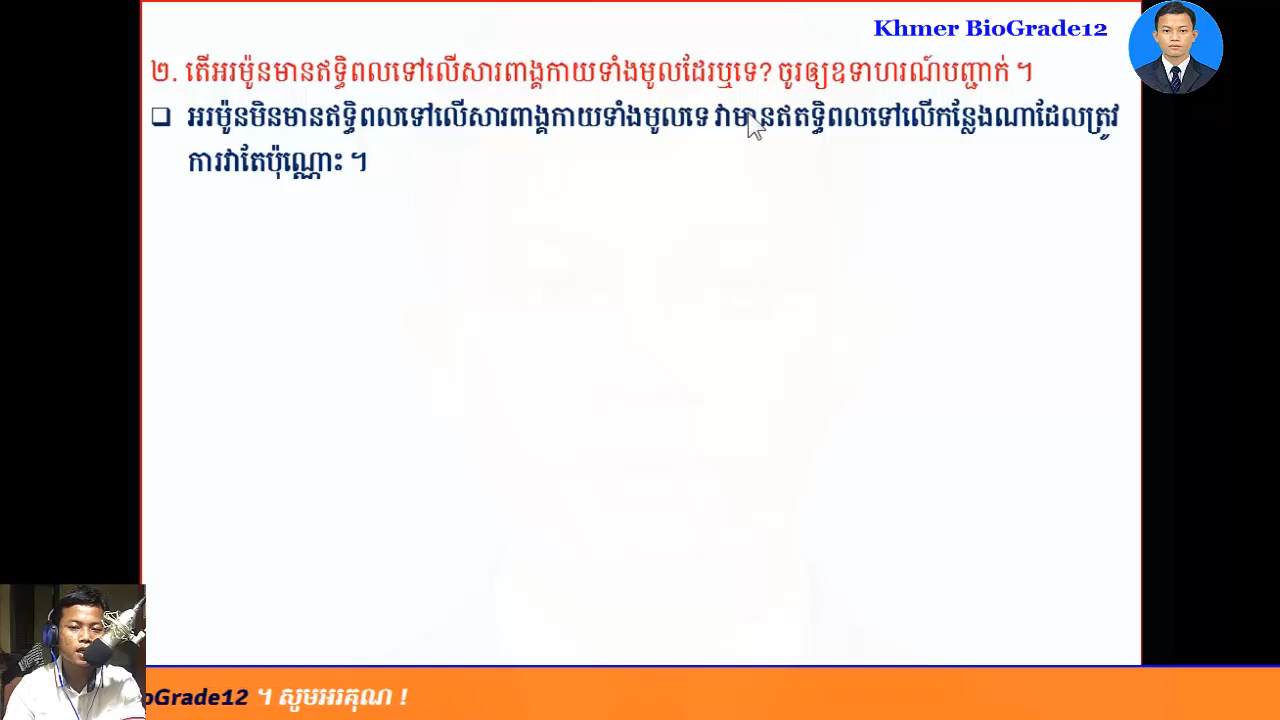 Khmer BioGrade12
២. តើអរម៉ូនមានឥទ្ធិពលទៅលើសារពាង្គកាយទាំងមូលដែរឬទេ? ចូរឲ្យឧទាហរណ៍បញ្ជាក់ ។
❑ អរម៉ូនមិនមានឥទ្ធិពលទៅលើសារពាង្គកាយទាំងមូលទេ វាមានឥតទ្ធិពលទៅលើកន្លែងណាដែលត្រូវ
ការវាតែប៉ុណ្ណោះ ។
oGrade12 ។ សូមអរគុណ !